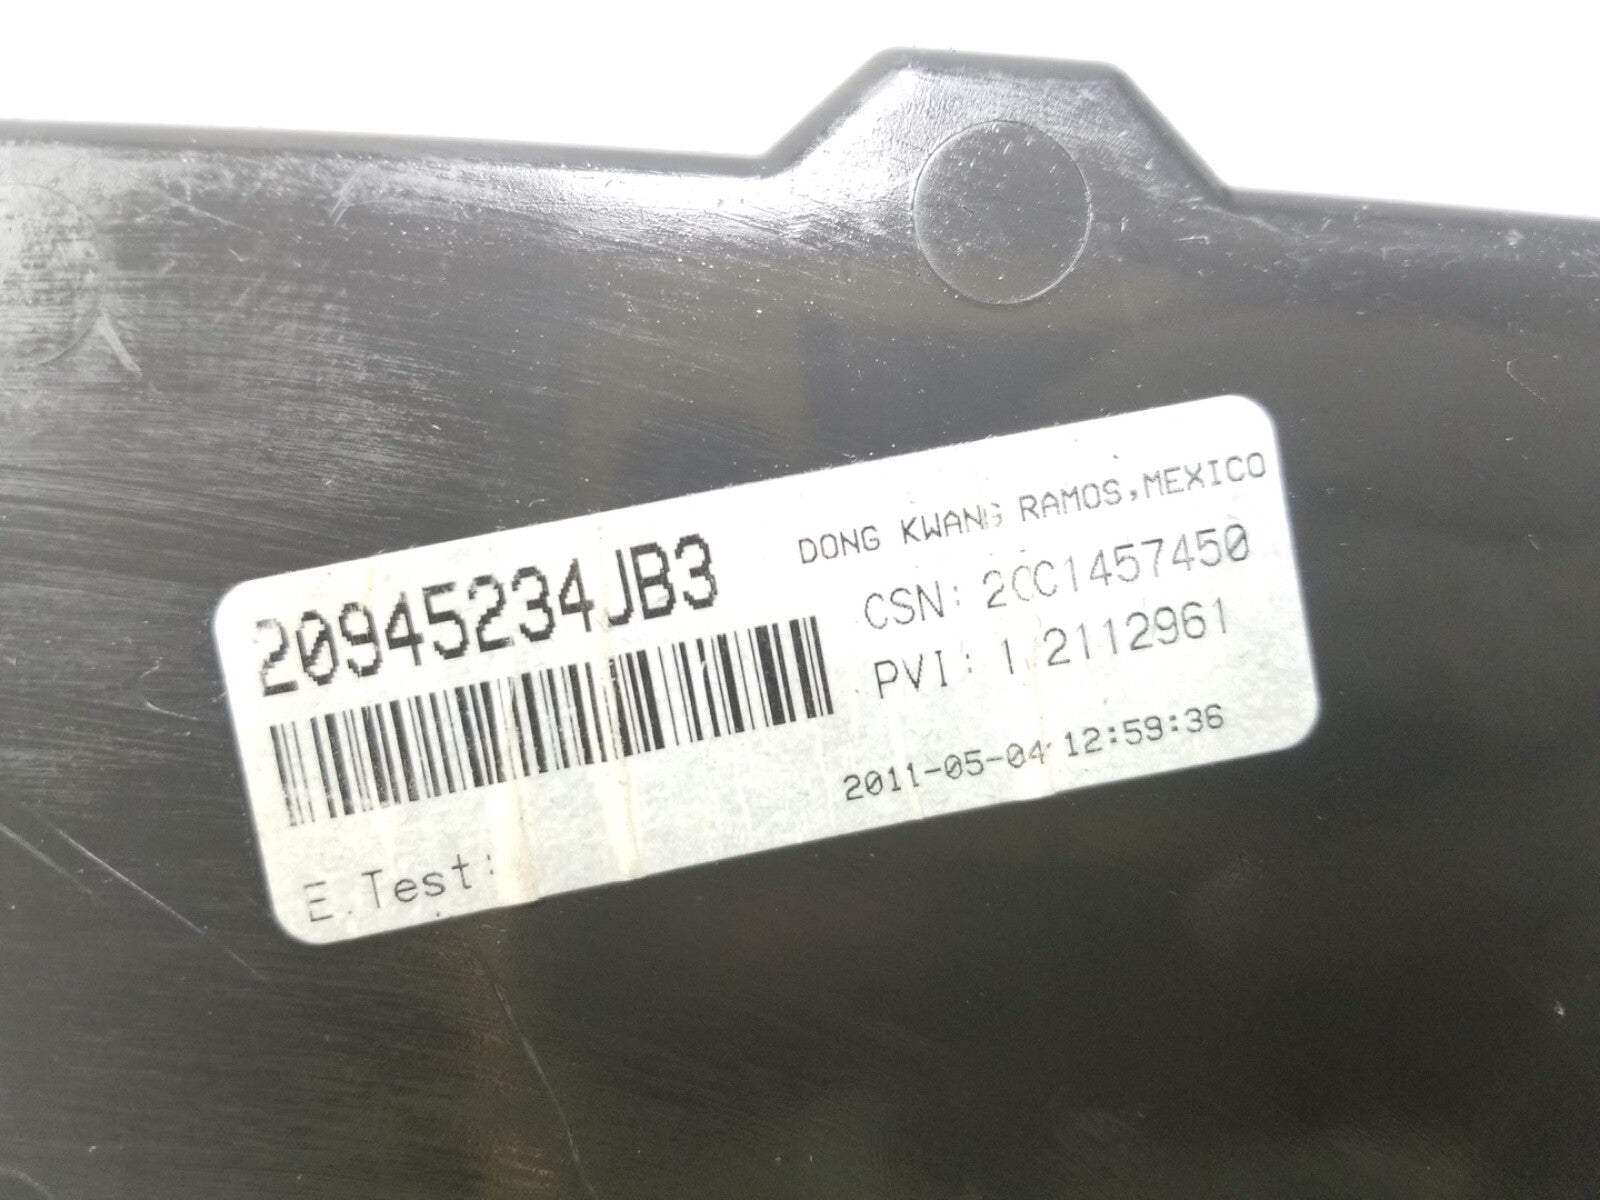 20945234JB3
E.Test:
DONG KWANG RAMOS,MEXICO
CSN: 2CC1457450
PVI: 1 2112961
2011-05-04 12:59:36